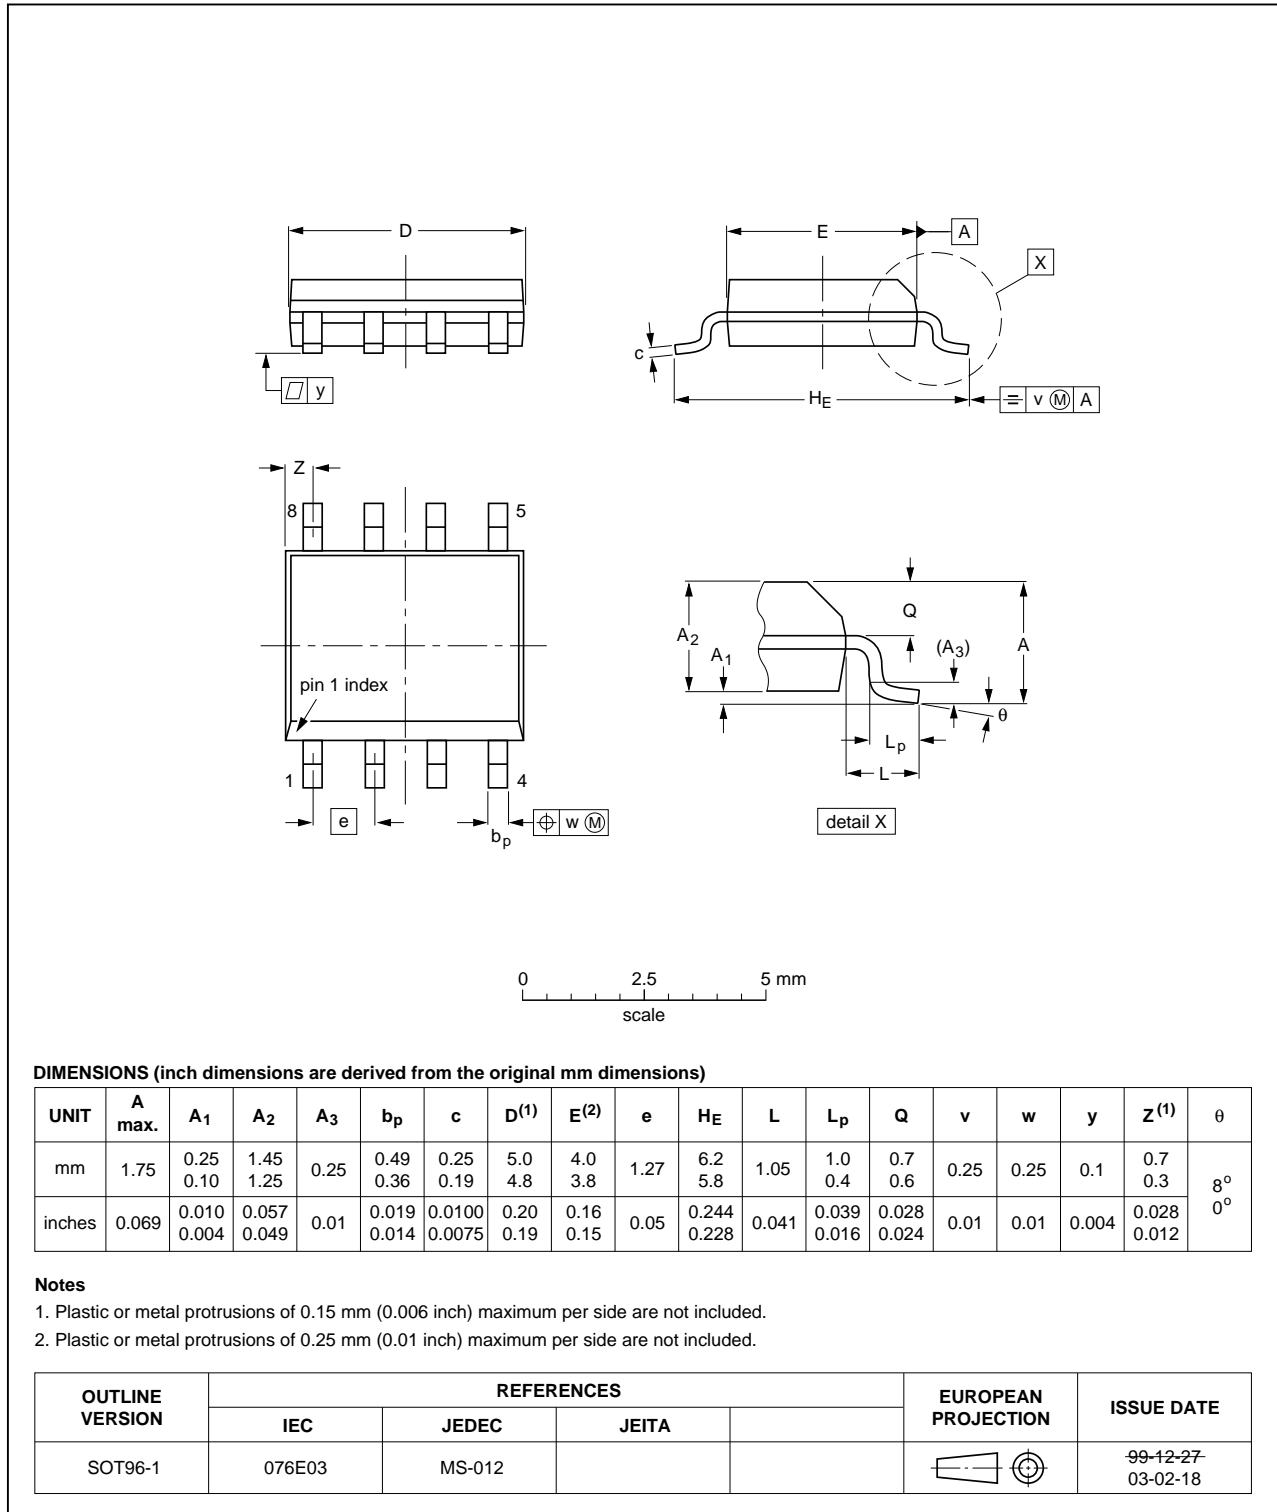 D
E
A
X
c
y
HE
v M A
Z
8
5
pin 1 index
1
4
e
bp
w M
A2
A1
Q
(A3)
A
θ
Lp
L
detail X
0 2.5 5 mm
scale
DIMENSIONS (inch dimensions are derived from the original mm dimensions)
UNIT A max. A1 A2 A3 bp c D(1) E(2) e HE L Lp Q v w y Z(1) θ
mm 1.75 0.25 0.10 1.45 1.25 0.25 0.49 0.36 0.25 0.19 5.0 4.8 4.0 3.8 1.27 6.2 5.8 1.05 1.0 0.4 0.7 0.6 0.25 0.25 0.1 0.7 0.3 8o 0o
inches 0.069 0.010 0.004 0.057 0.049 0.01 0.019 0.014 0.0100 0.0075 0.20 0.19 0.16 0.15 0.05 0.244 0.228 0.041 0.039 0.016 0.028 0.024 0.01 0.01 0.004 0.028 0.012
Notes
1. Plastic or metal protrusions of 0.15 mm (0.006 inch) maximum per side are not included.
2. Plastic or metal protrusions of 0.25 mm (0.01 inch) maximum per side are not included.
OUTLINE VERSION REFERENCES EUROPEAN PROJECTION ISSUE DATE
IEC JEDEC JEITA
SOT96-1 076E03 MS-012 99-12-27
03-02-18